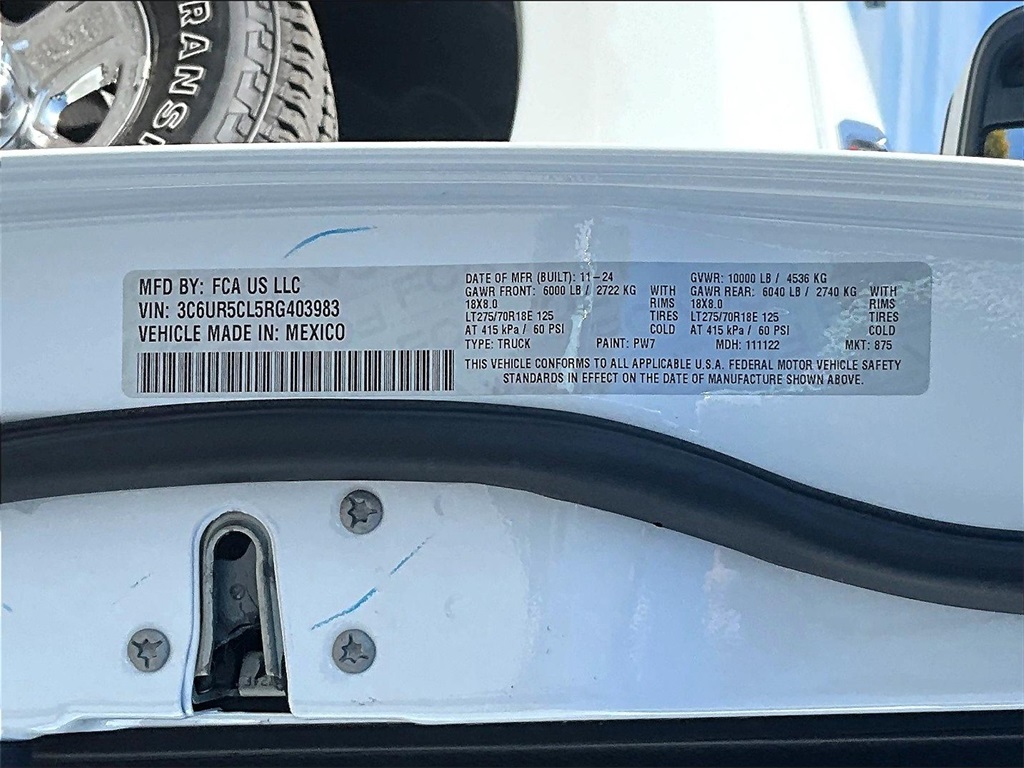 RANS
MFD BY: FCA US LLC
VIN: 3C6UR5CL5RG403983
VEHICLE MADE IN: MEXICO
DATE OF MFR (BUILT): 11-24
GAWR FRONT: 6000 LB / 2722 KG WITH
18X8.0 RIMS
LT275/70R18E 125 TIRES
AT 415 kPa / 60 PSI COLD
TYPE: TRUCK PAINT: PW7
GVWR: 10000 LB / 4536 KG
GAWR REAR: 6040 LB / 2740 KG WITH
18X8.0 RIMS
LT275/70R18E 125 TIRES
AT 415 kPa / 60 PSI COLD
MDH: 111122 MKT: 875
THIS VEHICLE CONFORMS TO ALL APPLICABLE U.S.A. FEDERAL MOTOR VEHICLE SAFETY
STANDARDS IN EFFECT ON THE DATE OF MANUFACTURE SHOWN ABOVE.